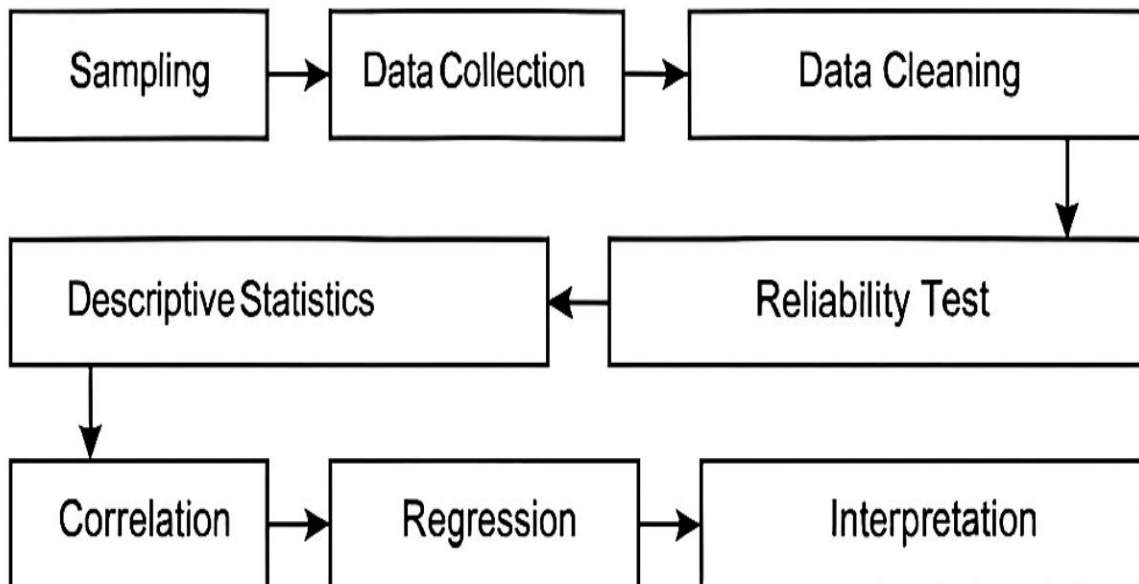 Sampling
Data Collection
Data Cleaning
Reliability Test
Descriptive Statistics
Correlation
Regression
Interpretation